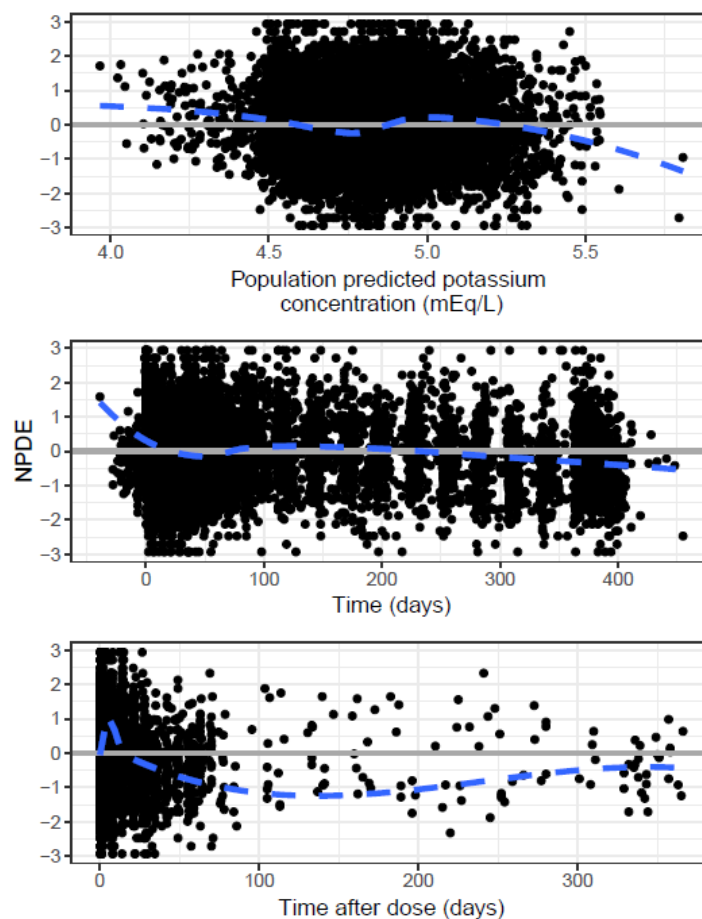 3
2
1
0
−1
−2
−3
4.0 4.5 5.0 5.5
Population predicted potassium
concentration (mEq/L)
NPDE
3
2
1
0
−1
−2
−3
0 100 200 300 400
Time (days)
3
2
1
0
−1
−2
−3
0 100 200 300
Time after dose (days)